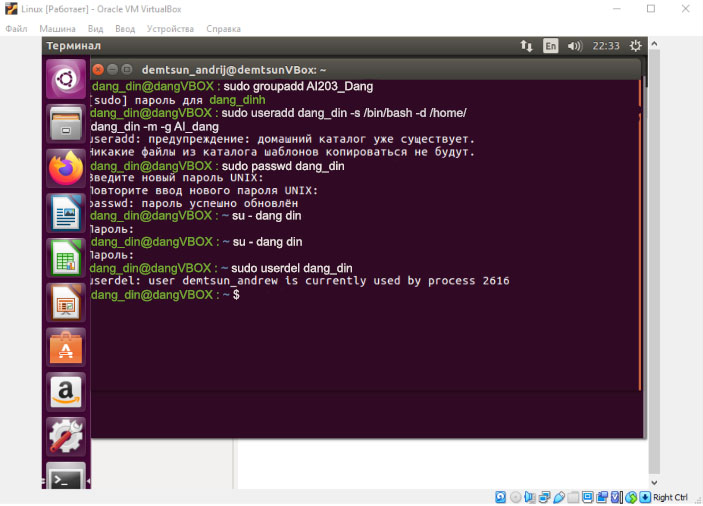 Linux [Работает] - Oracle VM VirtualBox
Файл Машина Вид Ввод Устройства Справка
Терминал En 22:33
demtsun_andrij@demtsunVBox: ~
dang_din@dangVBOX : sudo groupadd AI203_Dang
[sudo] пароль для dang_dinh
dang_din@dangVBOX : ~ sudo useradd dang_din -s /bin/bash -d /home/
dang_din -m -g AI_dang
useradd: предупреждение: домашний каталог уже существует.
Никакие файлы из каталога шаблонов копироваться не будут.
dang_din@dangVBOX : ~ sudo passwd dang_din
Введите новый пароль UNIX:
Повторите ввод нового пароля UNIX:
passwd: пароль успешно обновлён
dang_din@dangVBOX : ~ su - dang din
Пароль:
dang_din@dangVBOX : ~ su - dang din
Пароль:
dang_din@dangVBOX : ~ sudo userdel dang_din
userdel: user demtsun_andrew is currently used by process 2616
dang_din@dangVBOX : ~ $
Right Ctrl